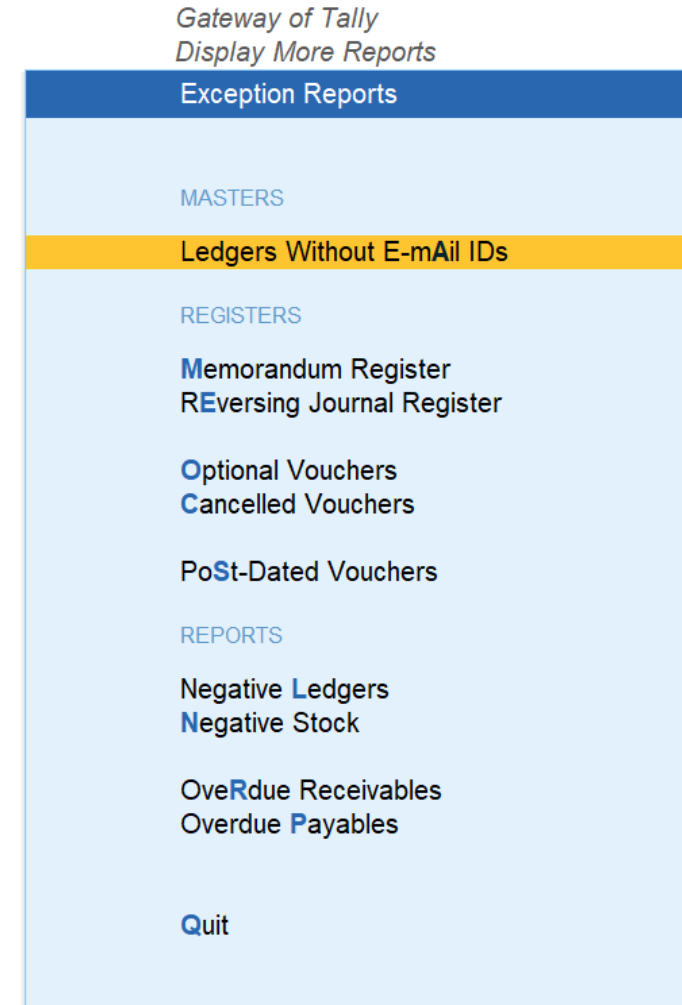 Gateway of Tally
Display More Reports
Exception Reports
MASTERS
Ledgers Without E-mAil IDs
REGISTERS
Memorandum Register
REversing Journal Register
Optional Vouchers
Cancelled Vouchers
PoSt-Dated Vouchers
REPORTS
Negative Ledgers
Negative Stock
OveRdue Receivables
Overdue Payables
Quit